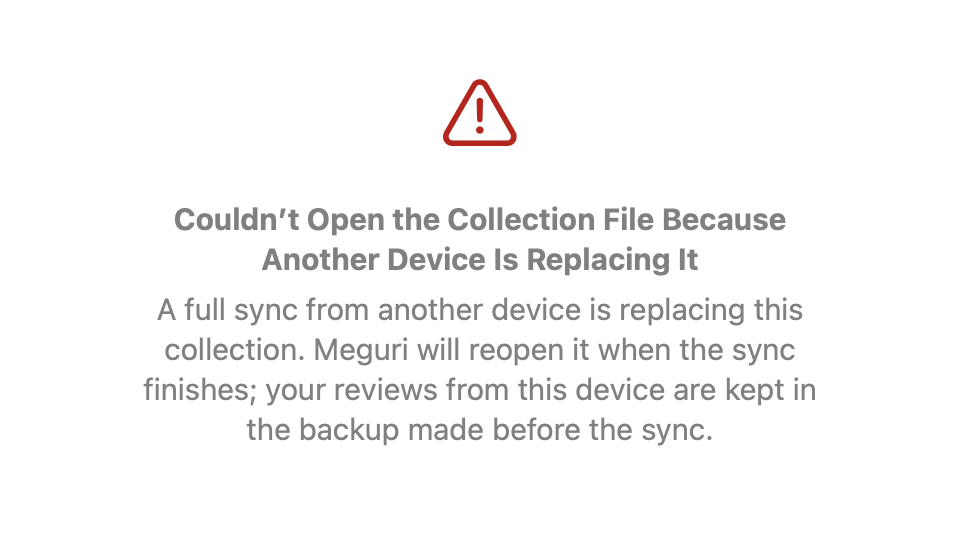 Couldn’t Open the Collection File Because
Another Device Is Replacing It
A full sync from another device is replacing this
collection. Meguri will reopen it when the sync
finishes; your reviews from this device are kept in
the backup made before the sync.